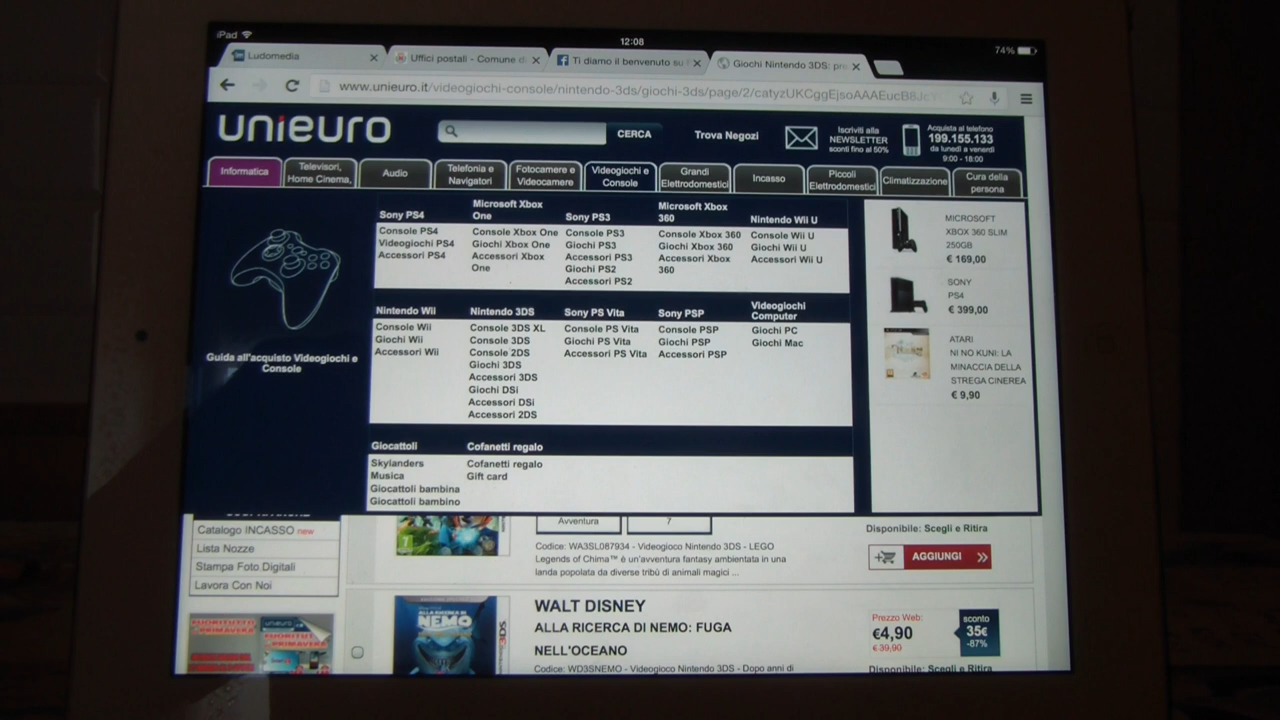 iPad
12:08
74%
Ludomedia
Uffici postali - Comune d
Ti diamo il benvenuto su
Giochi Nintendo 3DS: pre
www.unieuro.it/videogiochi-console/nintendo-3ds/giochi-3ds/page/2/catyzUKCggEjsoAAAEucB8Jc
unieuro
CERCA
Trova Negozi
Iscriviti alla
NEWSLETTER
sconti fino al 50%
Acquista al telefono
199.155.133
da lunedì a venerdì
9:00 - 18:00
Informatica
Televisori,
Home Cinema,
Audio
Telefonia e
Navigatori
Fotocamere e
Videocamere
Videogiochi e
Console
Grandi
Elettrodomestici
Incasso
Piccoli
Elettrodomestici
Climatizzazione
Cura della
persona
Guida all'acquisto Videogiochi e
Console
Sony PS4
Console PS4
Videogiochi PS4
Accessori PS4
Microsoft Xbox
One
Console Xbox One
Giochi Xbox One
Accessori Xbox
One
Sony PS3
Console PS3
Giochi PS3
Accessori PS3
Giochi PS2
Accessori PS2
Microsoft Xbox
360
Console Xbox 360
Giochi Xbox 360
Accessori Xbox
360
Nintendo Wii U
Console Wii U
Giochi Wii U
Accessori Wii U
Nintendo Wii
Console Wii
Giochi Wii
Accessori Wii
Nintendo 3DS
Console 3DS XL
Console 3DS
Console 2DS
Giochi 3DS
Accessori 3DS
Giochi DSi
Accessori DSi
Accessori 2DS
Sony PS Vita
Console PS Vita
Giochi PS Vita
Accessori PS Vita
Sony PSP
Console PSP
Giochi PSP
Accessori PSP
Videogiochi
Computer
Giochi PC
Giochi Mac
Giocattoli
Skylanders
Musica
Giocattoli bambina
Giocattoli bambino
Cofanetti regalo
Cofanetti regalo
Gift card
MICROSOFT
XBOX 360 SLIM
250GB
€ 169,00
SONY
PS4
€ 399,00
ATARI
NI NO KUNI: LA
MINACCIA DELLA
STREGA CINEREA
€ 9,90
Catalogo INCASSO new
Lista Nozze
Stampa Foto Digitali
Lavora Con Noi
unieuro
FUORITUTTO
PRIMAVERA
Avventura
7
Codice: WA3SL087934 - Videogioco Nintendo 3DS - LEGO
Legends of Chima™ è un'avventura fantasy ambientata in una
landa popolata da diverse tribù di animali magici ...
Disponibile: Scegli e Ritira
AGGIUNGI
ALLA RICERCA DI
NEMO
WALT DISNEY
ALLA RICERCA DI NEMO: FUGA
NELL'OCEANO
Codice: WD3SNEMO - Videogioco Nintendo 3DS - Dopo anni di
Prezzo Web:
€4,90
€ 39,90
sconto
35€
-87%
Disponibile: Scegli e Ritira